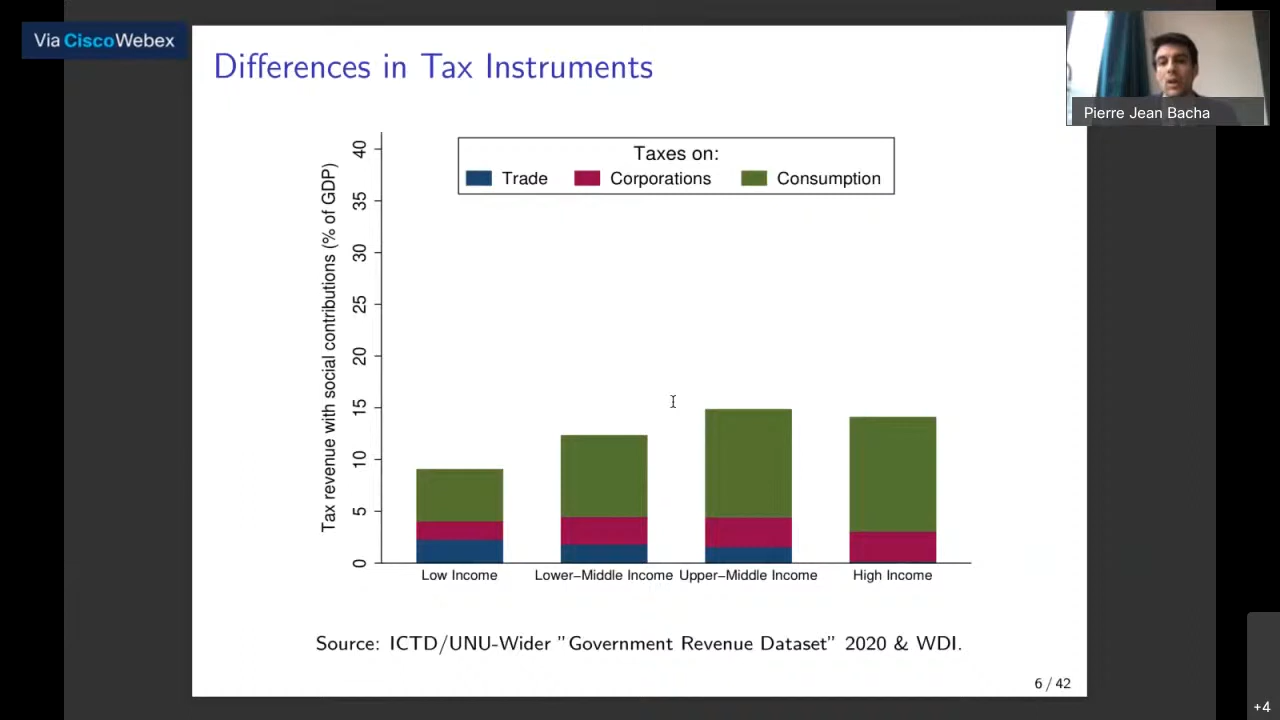 Via Cisco Webex
Differences in Tax Instruments
Pierre Jean Bacha
Taxes on:
Trade
Corporations
Consumption
Tax revenue with social contributions (% of GDP)
40
35
30
25
20
15
10
5
0
Low Income
Lower−Middle Income
Upper−Middle Income
High Income
Source: ICTD/UNU-Wider "Government Revenue Dataset" 2020 & WDI.
6 / 42
+4